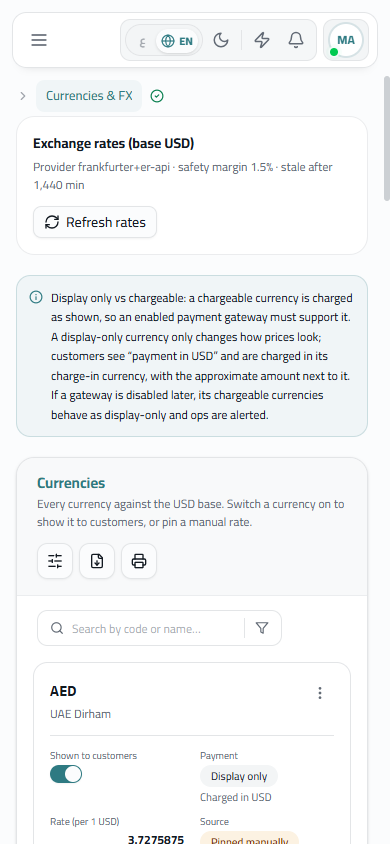 ع
EN
MA
Currencies & FX
Exchange rates (base USD)
Provider frankfurter+er-api · safety margin 1.5% · stale after
1,440 min
Refresh rates
Display only vs chargeable: a chargeable currency is charged
as shown, so an enabled payment gateway must support it.
A display-only currency only changes how prices look;
customers see “payment in USD” and are charged in its
charge-in currency, with the approximate amount next to it.
If a gateway is disabled later, its chargeable currencies
behave as display-only and ops are alerted.
Currencies
Every currency against the USD base. Switch a currency on to
show it to customers, or pin a manual rate.
Search by code or name...
AED
UAE Dirham
Shown to customers
Payment
Display only
Charged in USD
Rate (per 1 USD)
Source
3.7275875
Pinned manually